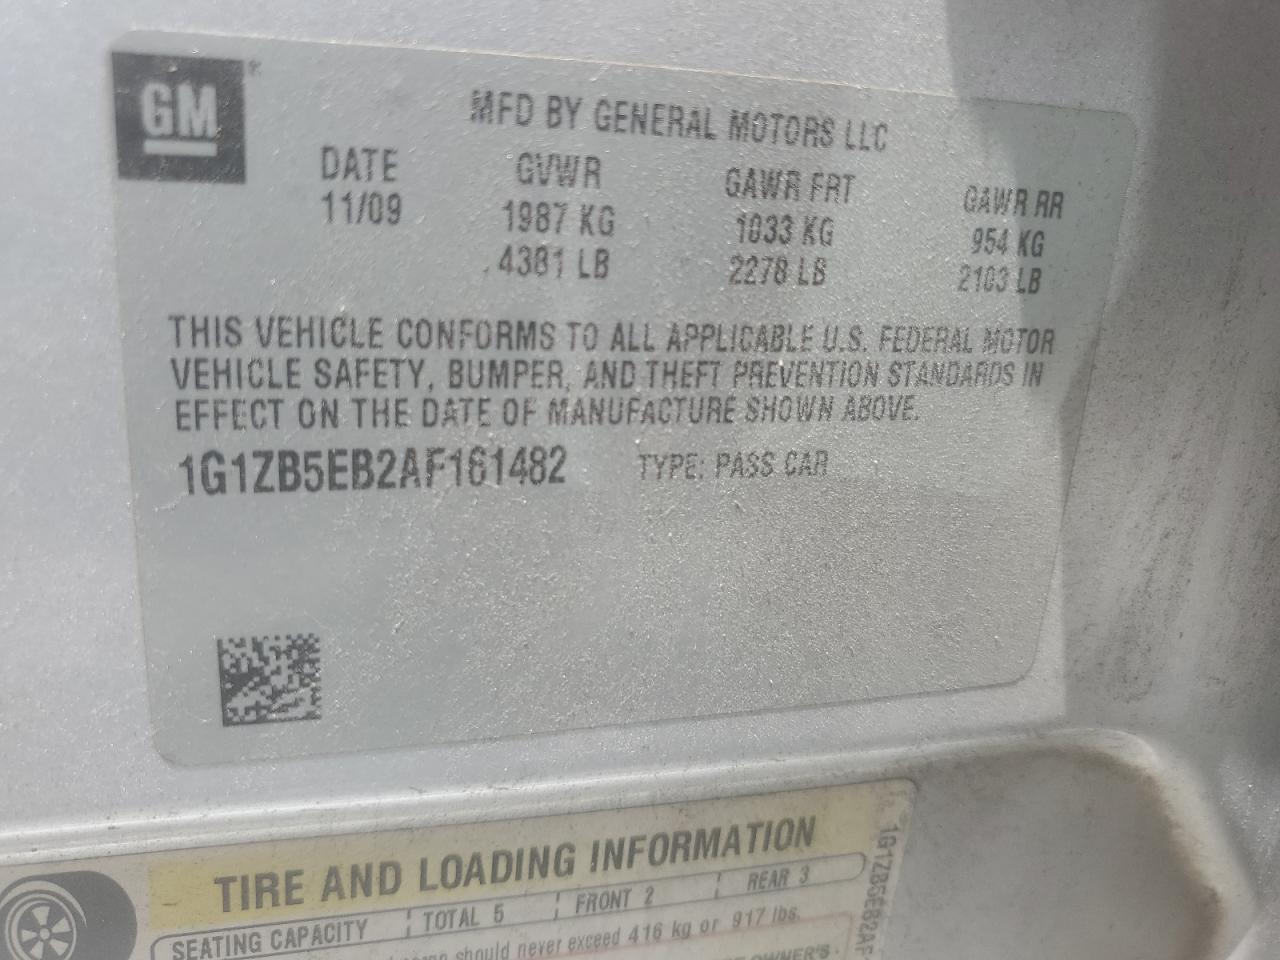 GM
MFD BY GENERAL MOTORS LLC
DATE GVWR GAWR FRT GAWR RR
11/09 1987 KG 1033 KG 954 KG
4381 LB 2278 LB 2103 LB
THIS VEHICLE CONFORMS TO ALL APPLICABLE U.S. FEDERAL MOTOR
VEHICLE SAFETY, BUMPER, AND THEFT PREVENTION STANDARDS IN
EFFECT ON THE DATE OF MANUFACTURE SHOWN ABOVE.
1G1ZB5EB2AF161482 TYPE: PASS CAR
TIRE AND LOADING INFORMATION
SEATING CAPACITY TOTAL 5 FRONT 2 REAR 3
should never exceed 416 kg or 917 lbs.
OWNER'S
1G1ZB5EB2AF